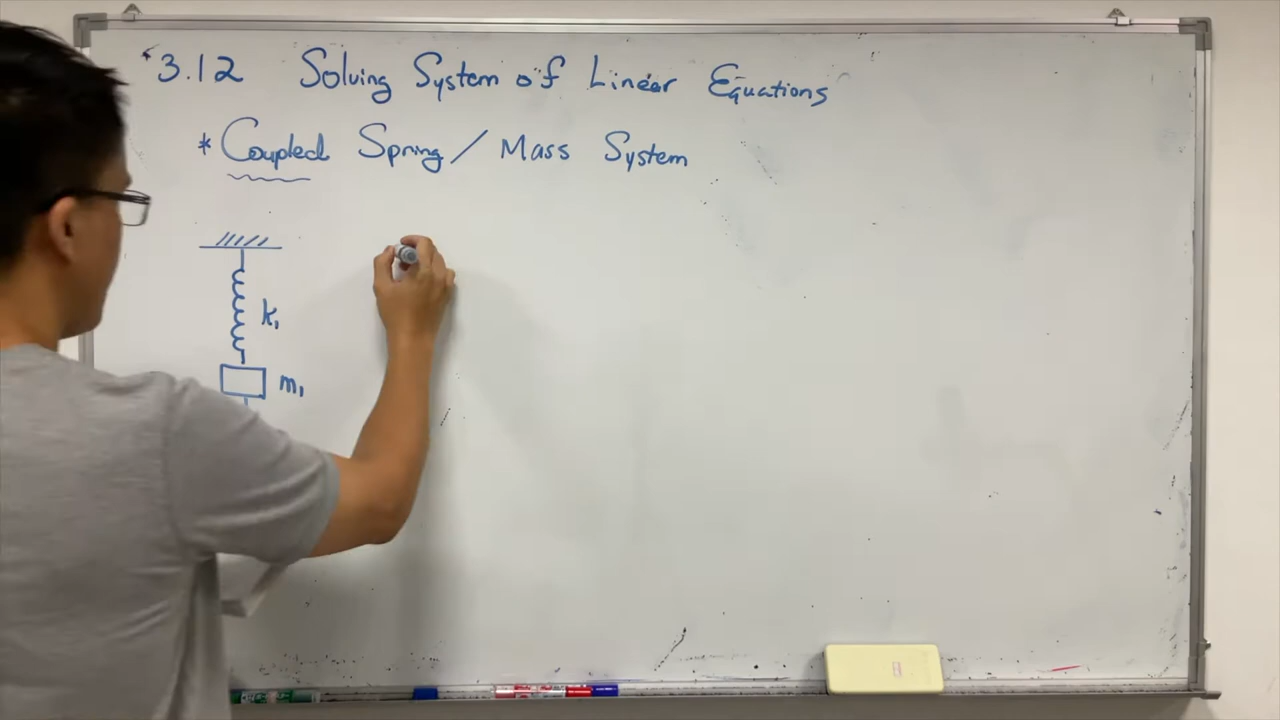 *3.12 Solving System of Linear Equations
* Coupled Spring / Mass System
k₁
m₁